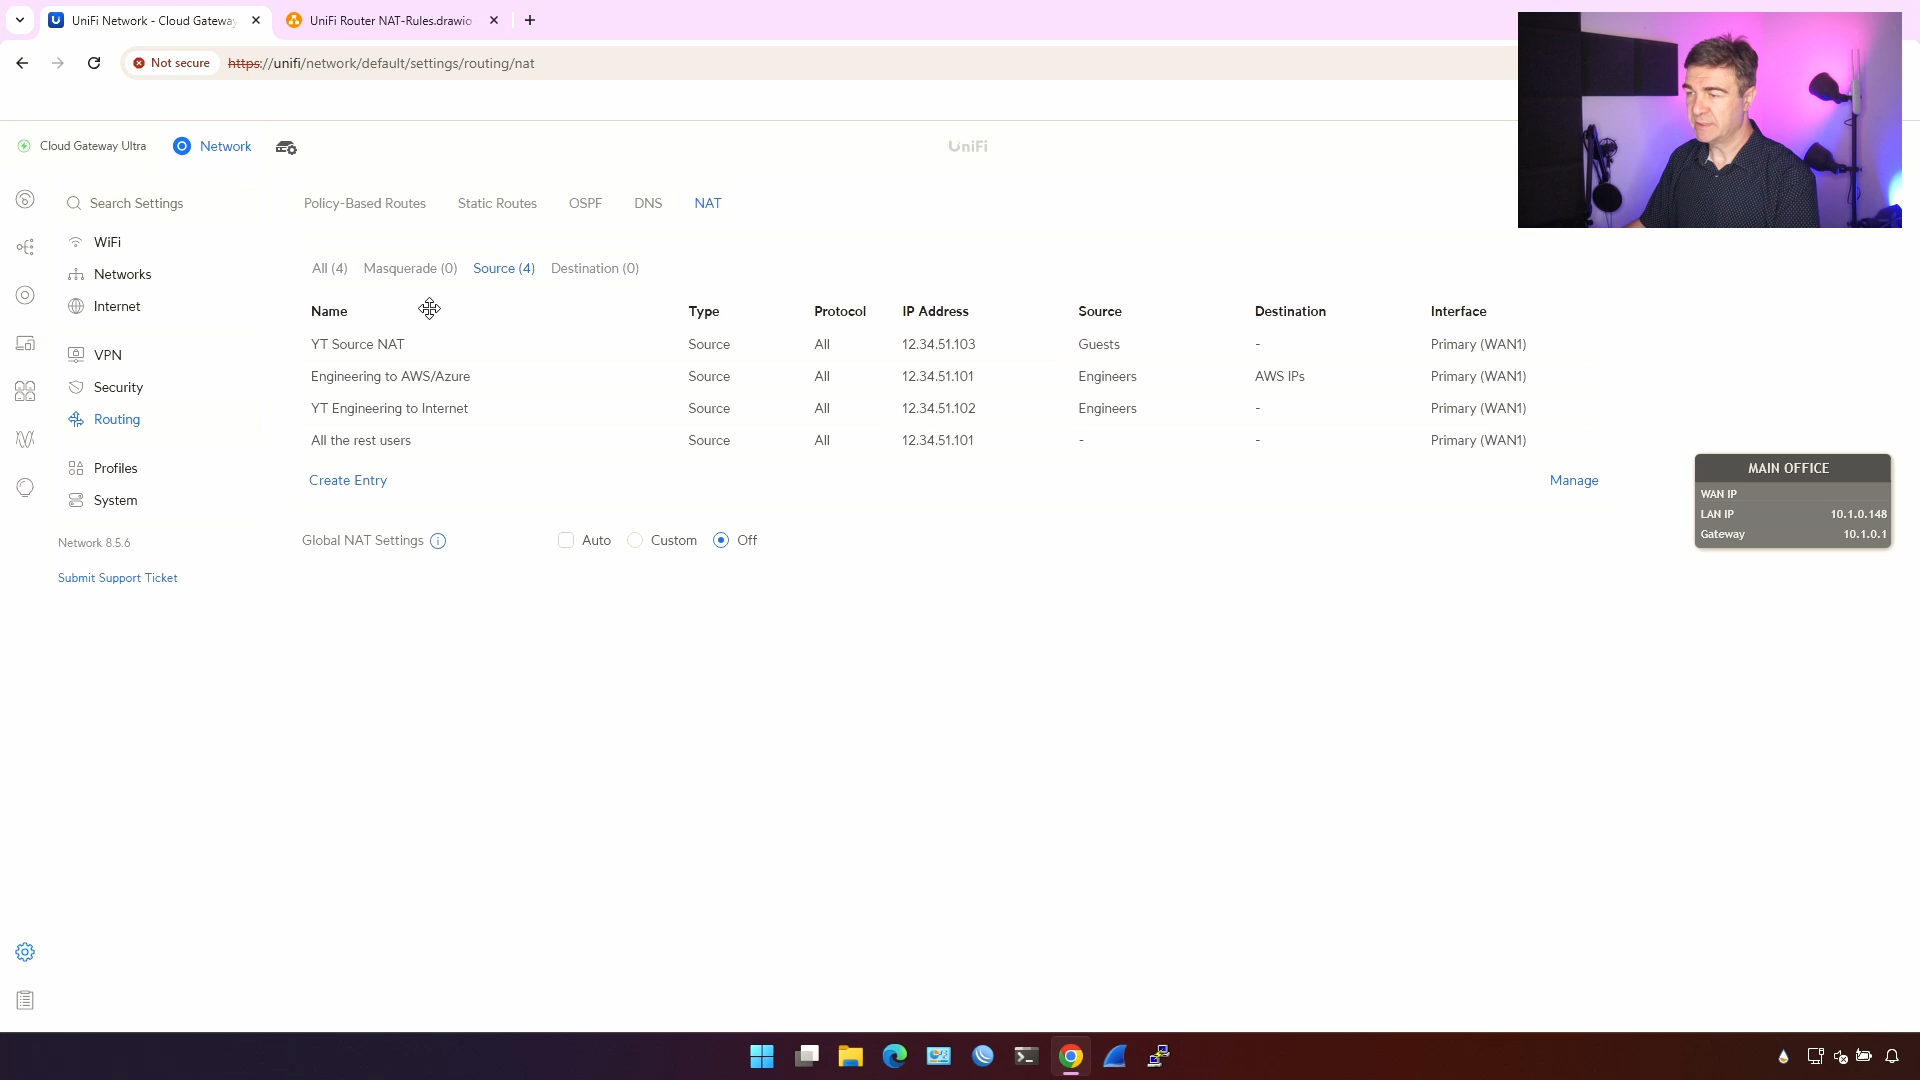 UniFi Network - Cloud Gateway
UniFi Router NAT-Rules.drawio
Not secure
https://unifi/network/default/settings/routing/nat
Cloud Gateway Ultra
Network
UniFi
Search Settings
Policy-Based Routes Static Routes OSPF DNS NAT
WiFi
Networks
Internet
VPN
Security
Routing
Profiles
System
Network 8.5.6
Submit Support Ticket
All (4) Masquerade (0) Source (4) Destination (0)
Name Type Protocol IP Address Source Destination Interface
YT Source NAT Source All 12.34.51.103 Guests - Primary (WAN1)
Engineering to AWS/Azure Source All 12.34.51.101 Engineers AWS IPs Primary (WAN1)
YT Engineering to Internet Source All 12.34.51.102 Engineers - Primary (WAN1)
All the rest users Source All 12.34.51.101 - - Primary (WAN1)
Create Entry Manage
Global NAT Settings Auto Custom Off
MAIN OFFICE
WAN IP
LAN IP 10.1.0.148
Gateway 10.1.0.1